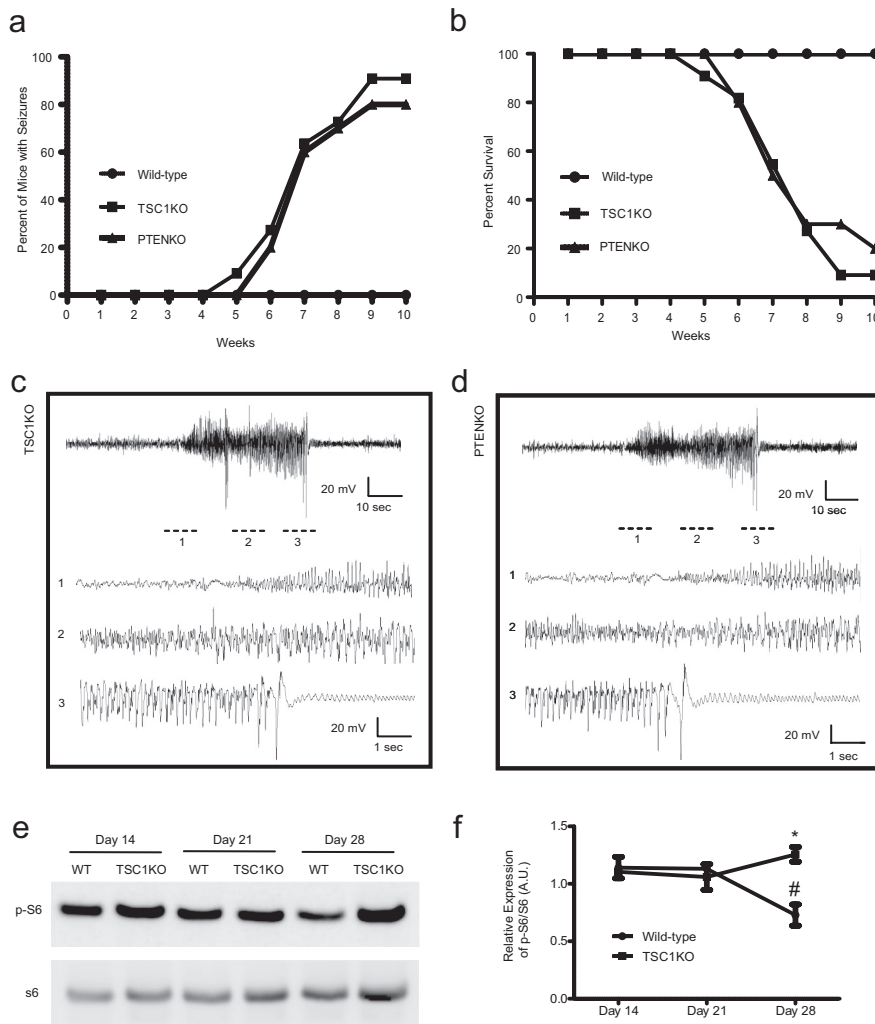 a
100
80
60
40
20
0
Percent of Mice with Seizures
Wild-type
TSC1KO
PTENKO
0 1 2 3 4 5 6 7 8 9 10
Weeks
b
100
80
60
40
20
0
Percent Survival
Wild-type
TSC1KO
PTENKO
0 1 2 3 4 5 6 7 8 9 10
Weeks
c
TSC1KO
20 mV
10 sec
1 2 3
1
2
3
20 mV
1 sec
d
PTENKO
20 mV
10 sec
1 2 3
1
2
3
20 mV
1 sec
e
Day 14 Day 21 Day 28
WT TSC1KO WT TSC1KO WT TSC1KO
p-S6
s6
f
1.5
1.0
0.5
0.0
Relative Expression
of p-S6/S6 (A.U.)
*
#
Wild-type
TSC1KO
Day 14 Day 21 Day 28